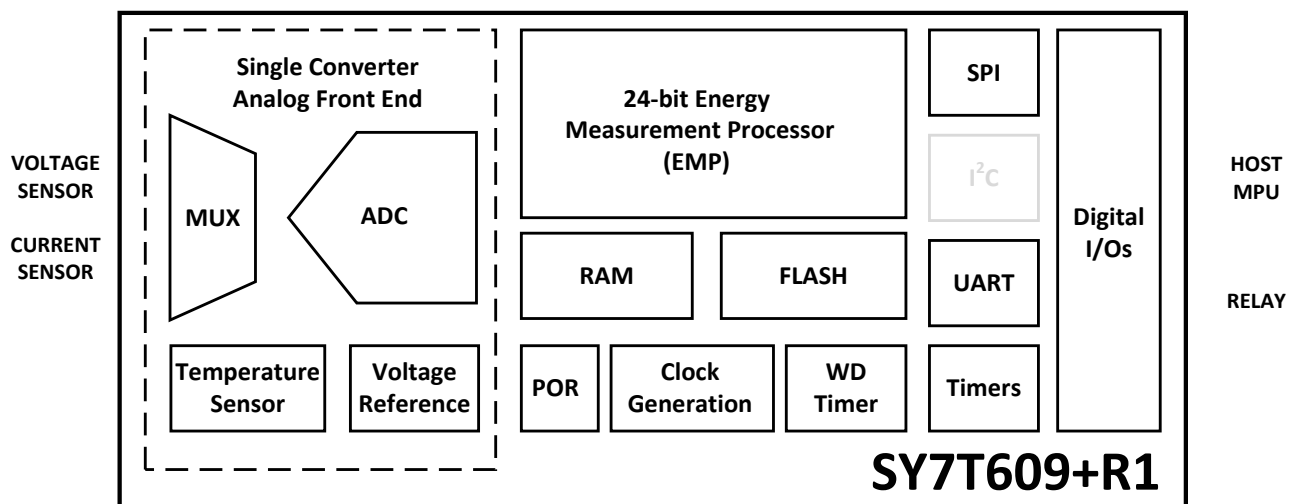 VOLTAGE
SENSOR
CURRENT
SENSOR
Single Converter
Analog Front End
MUX
ADC
Temperature
Sensor
Voltage
Reference
24-bit Energy
Measurement Processor
(EMP)
RAM
FLASH
POR
Clock
Generation
WD
Timer
SPI
I²C
UART
Timers
Digital
I/Os
HOST
MPU
RELAY
SY7T609+R1